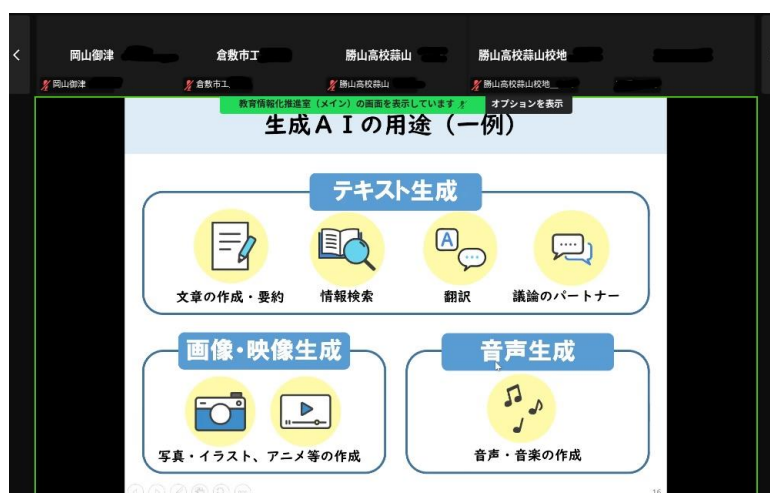 岡山御津
倉敷市工
勝山高校蒜山
勝山高校蒜山校地
岡山御津
倉敷市工
勝山高校蒜山
勝山高校蒜山校地__
教育情報化推進室（メイン）の画面を表示しています
オプションを表示
生成ＡＩの用途（一例）
テキスト生成
A
文章の作成・要約
情報検索
翻訳
議論のパートナー
画像・映像生成
音声生成
写真・イラスト、アニメ等の作成
音声・音楽の作成
16